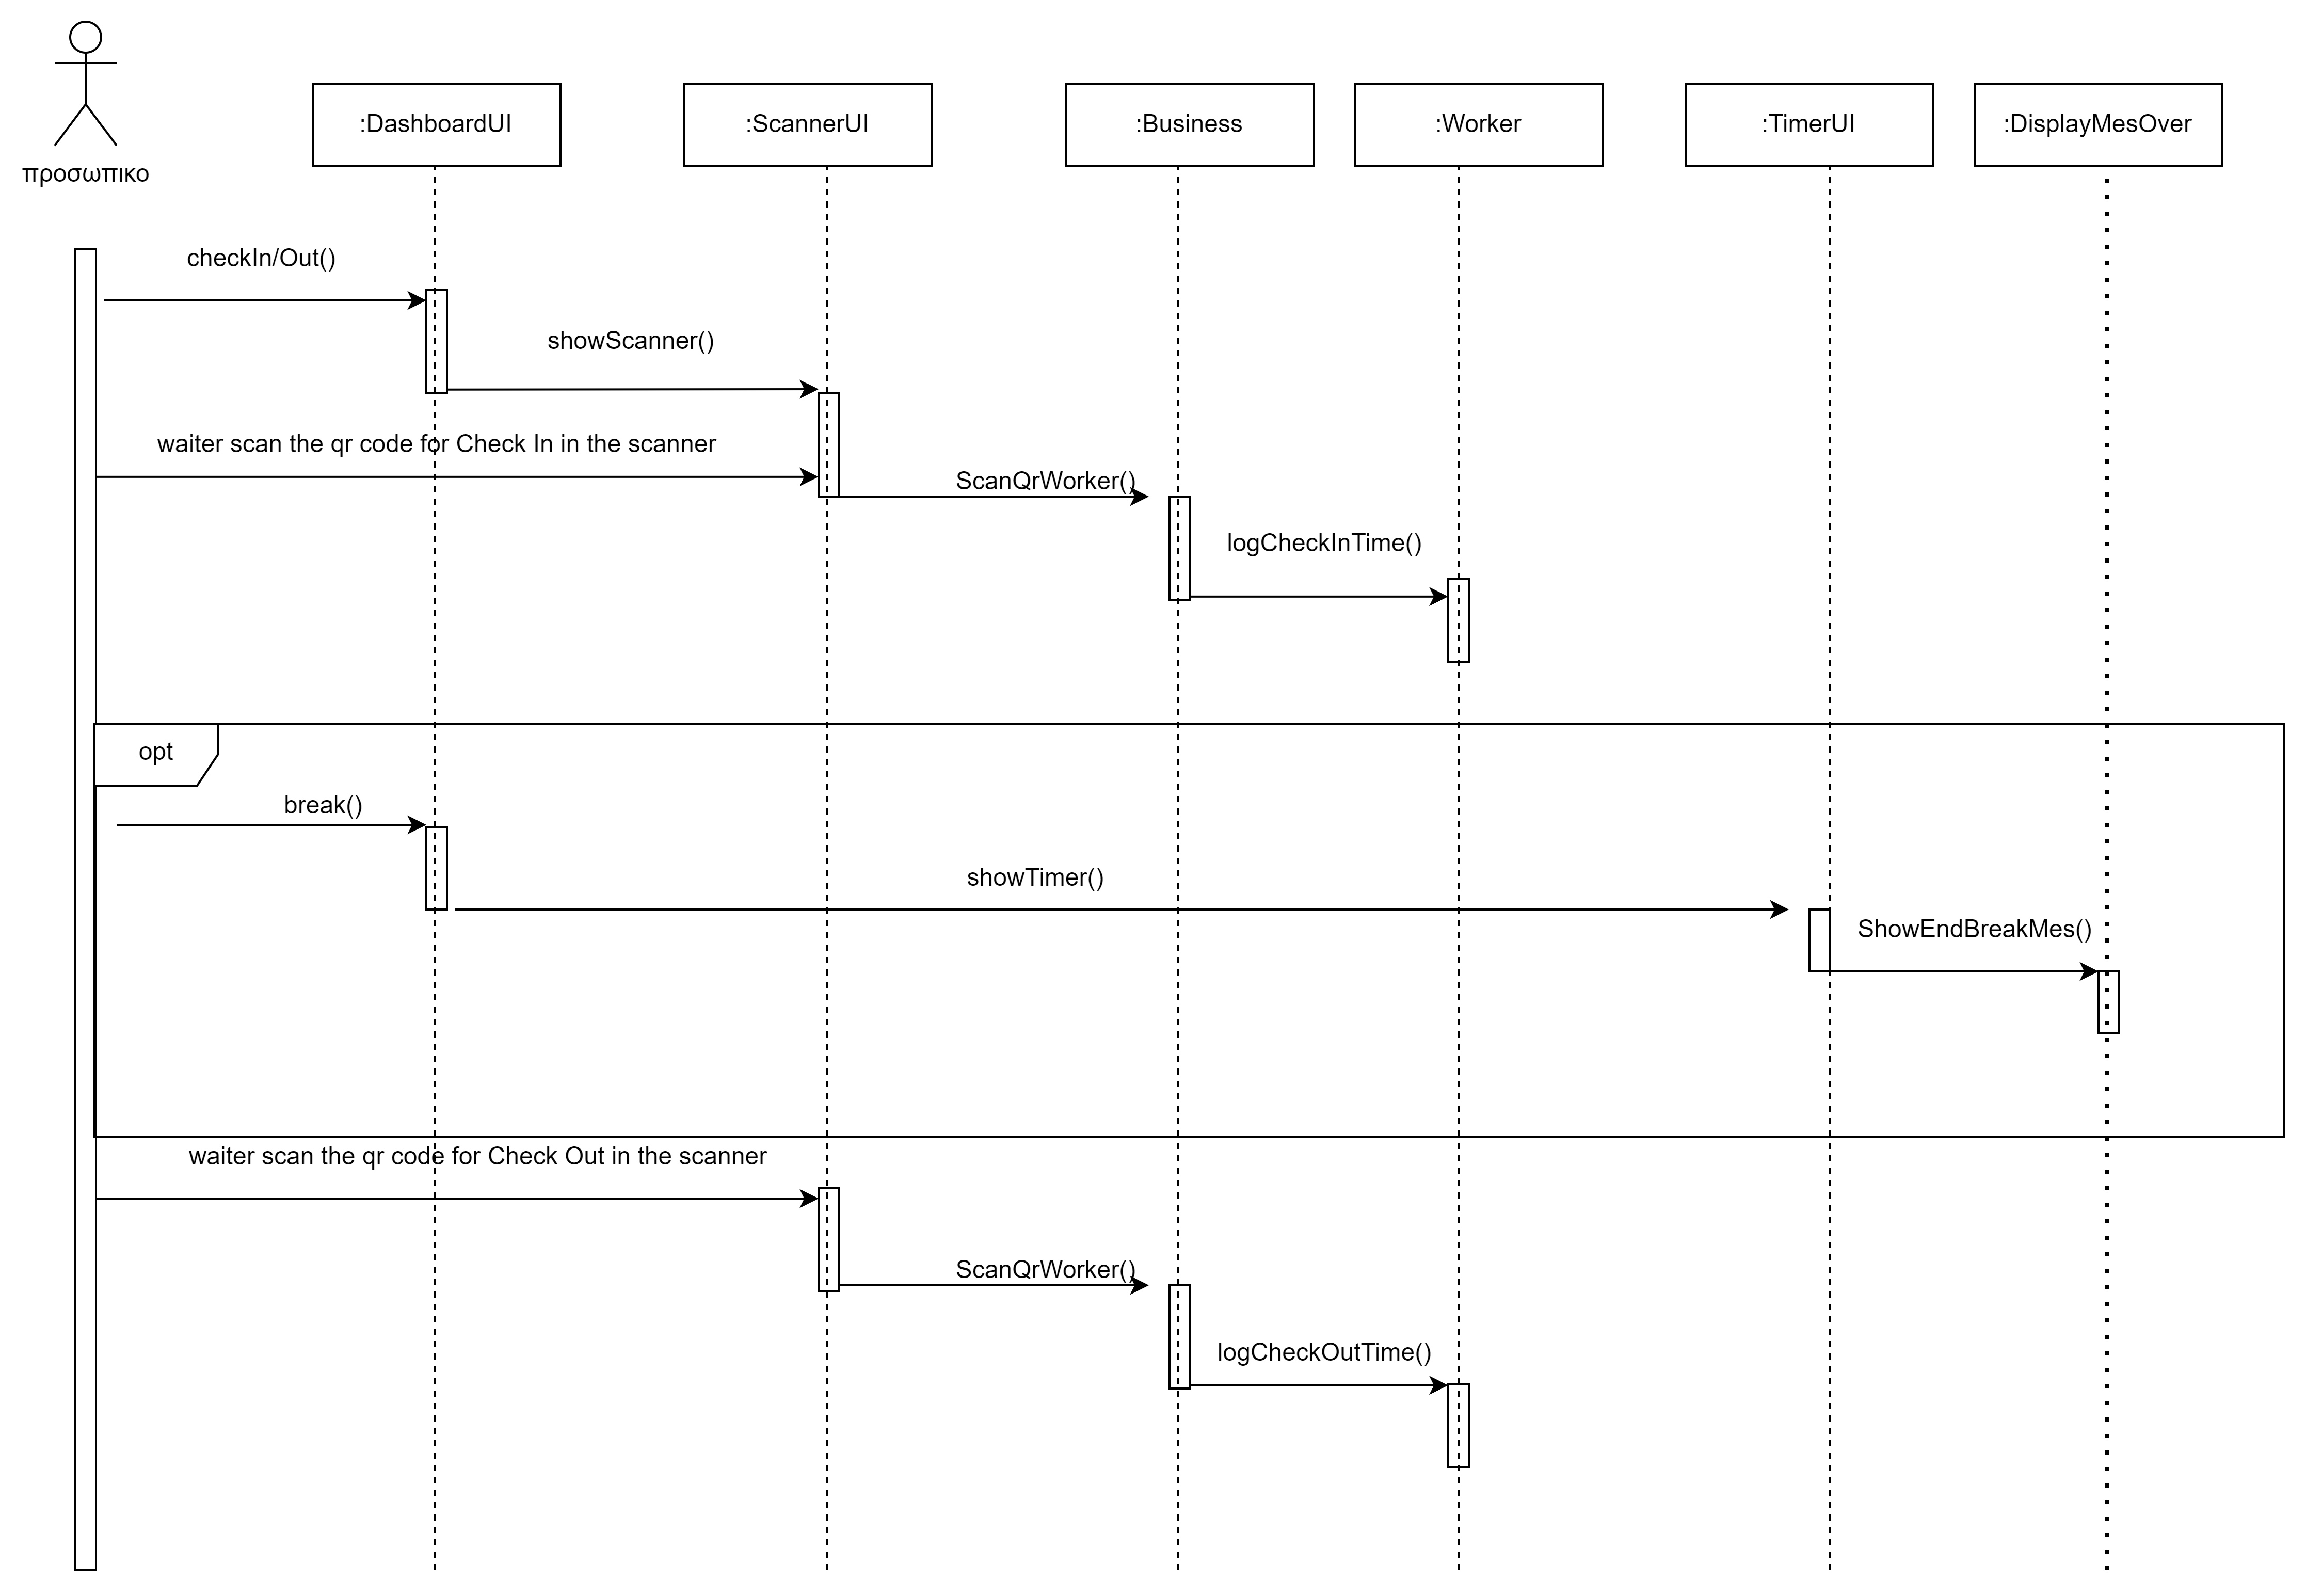 προσωπικο
:DashboardUI
:ScannerUI
:Business
:Worker
:TimerUI
:DisplayMesOver
checkIn/Out()
showScanner()
waiter scan the qr code for Check In in the scanner
ScanQrWorker()
logCheckInTime()
opt
break()
showTimer()
ShowEndBreakMes()
waiter scan the qr code for Check Out in the scanner
ScanQrWorker()
logCheckOutTime()